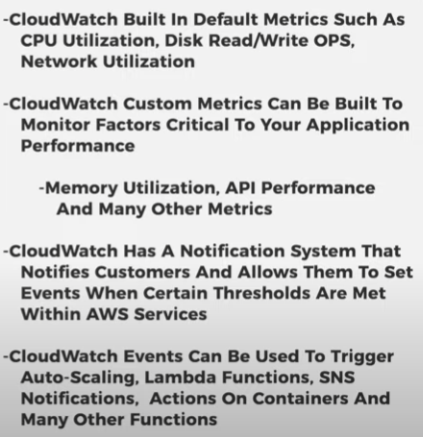 -CloudWatch Built In Default Metrics Such As
CPU Utilization, Disk Read/Write OPS,
Network Utilization
-CloudWatch Custom Metrics Can Be Built To
Monitor Factors Critical To Your Application
Performance
-Memory Utilization, API Performance
And Many Other Metrics
-CloudWatch Has A Notification System That
Notifies Customers And Allows Them To Set
Events When Certain Thresholds Are Met
Within AWS Services
-CloudWatch Events Can Be Used To Trigger
Auto-Scaling, Lambda Functions, SNS
Notifications, Actions On Containers And
Many Other Functions